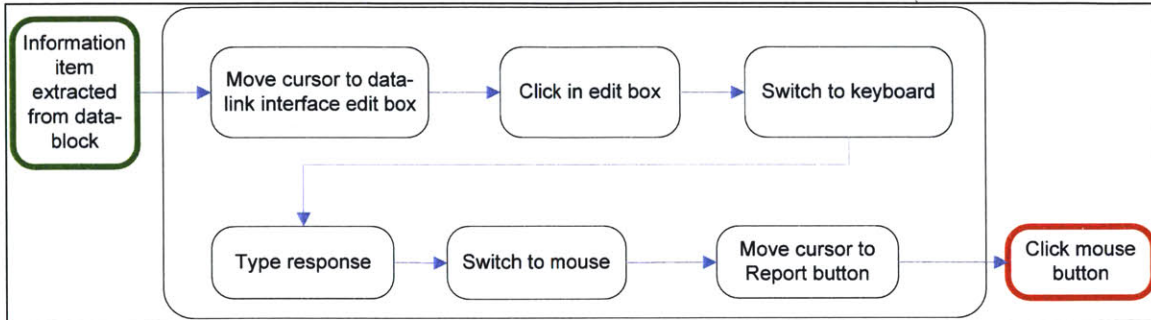 Information
item
extracted
from data-
block
Move cursor to data-
link interface edit box
Click in edit box
Switch to keyboard
Type response
Switch to mouse
Move cursor to
Report button
Click mouse
button